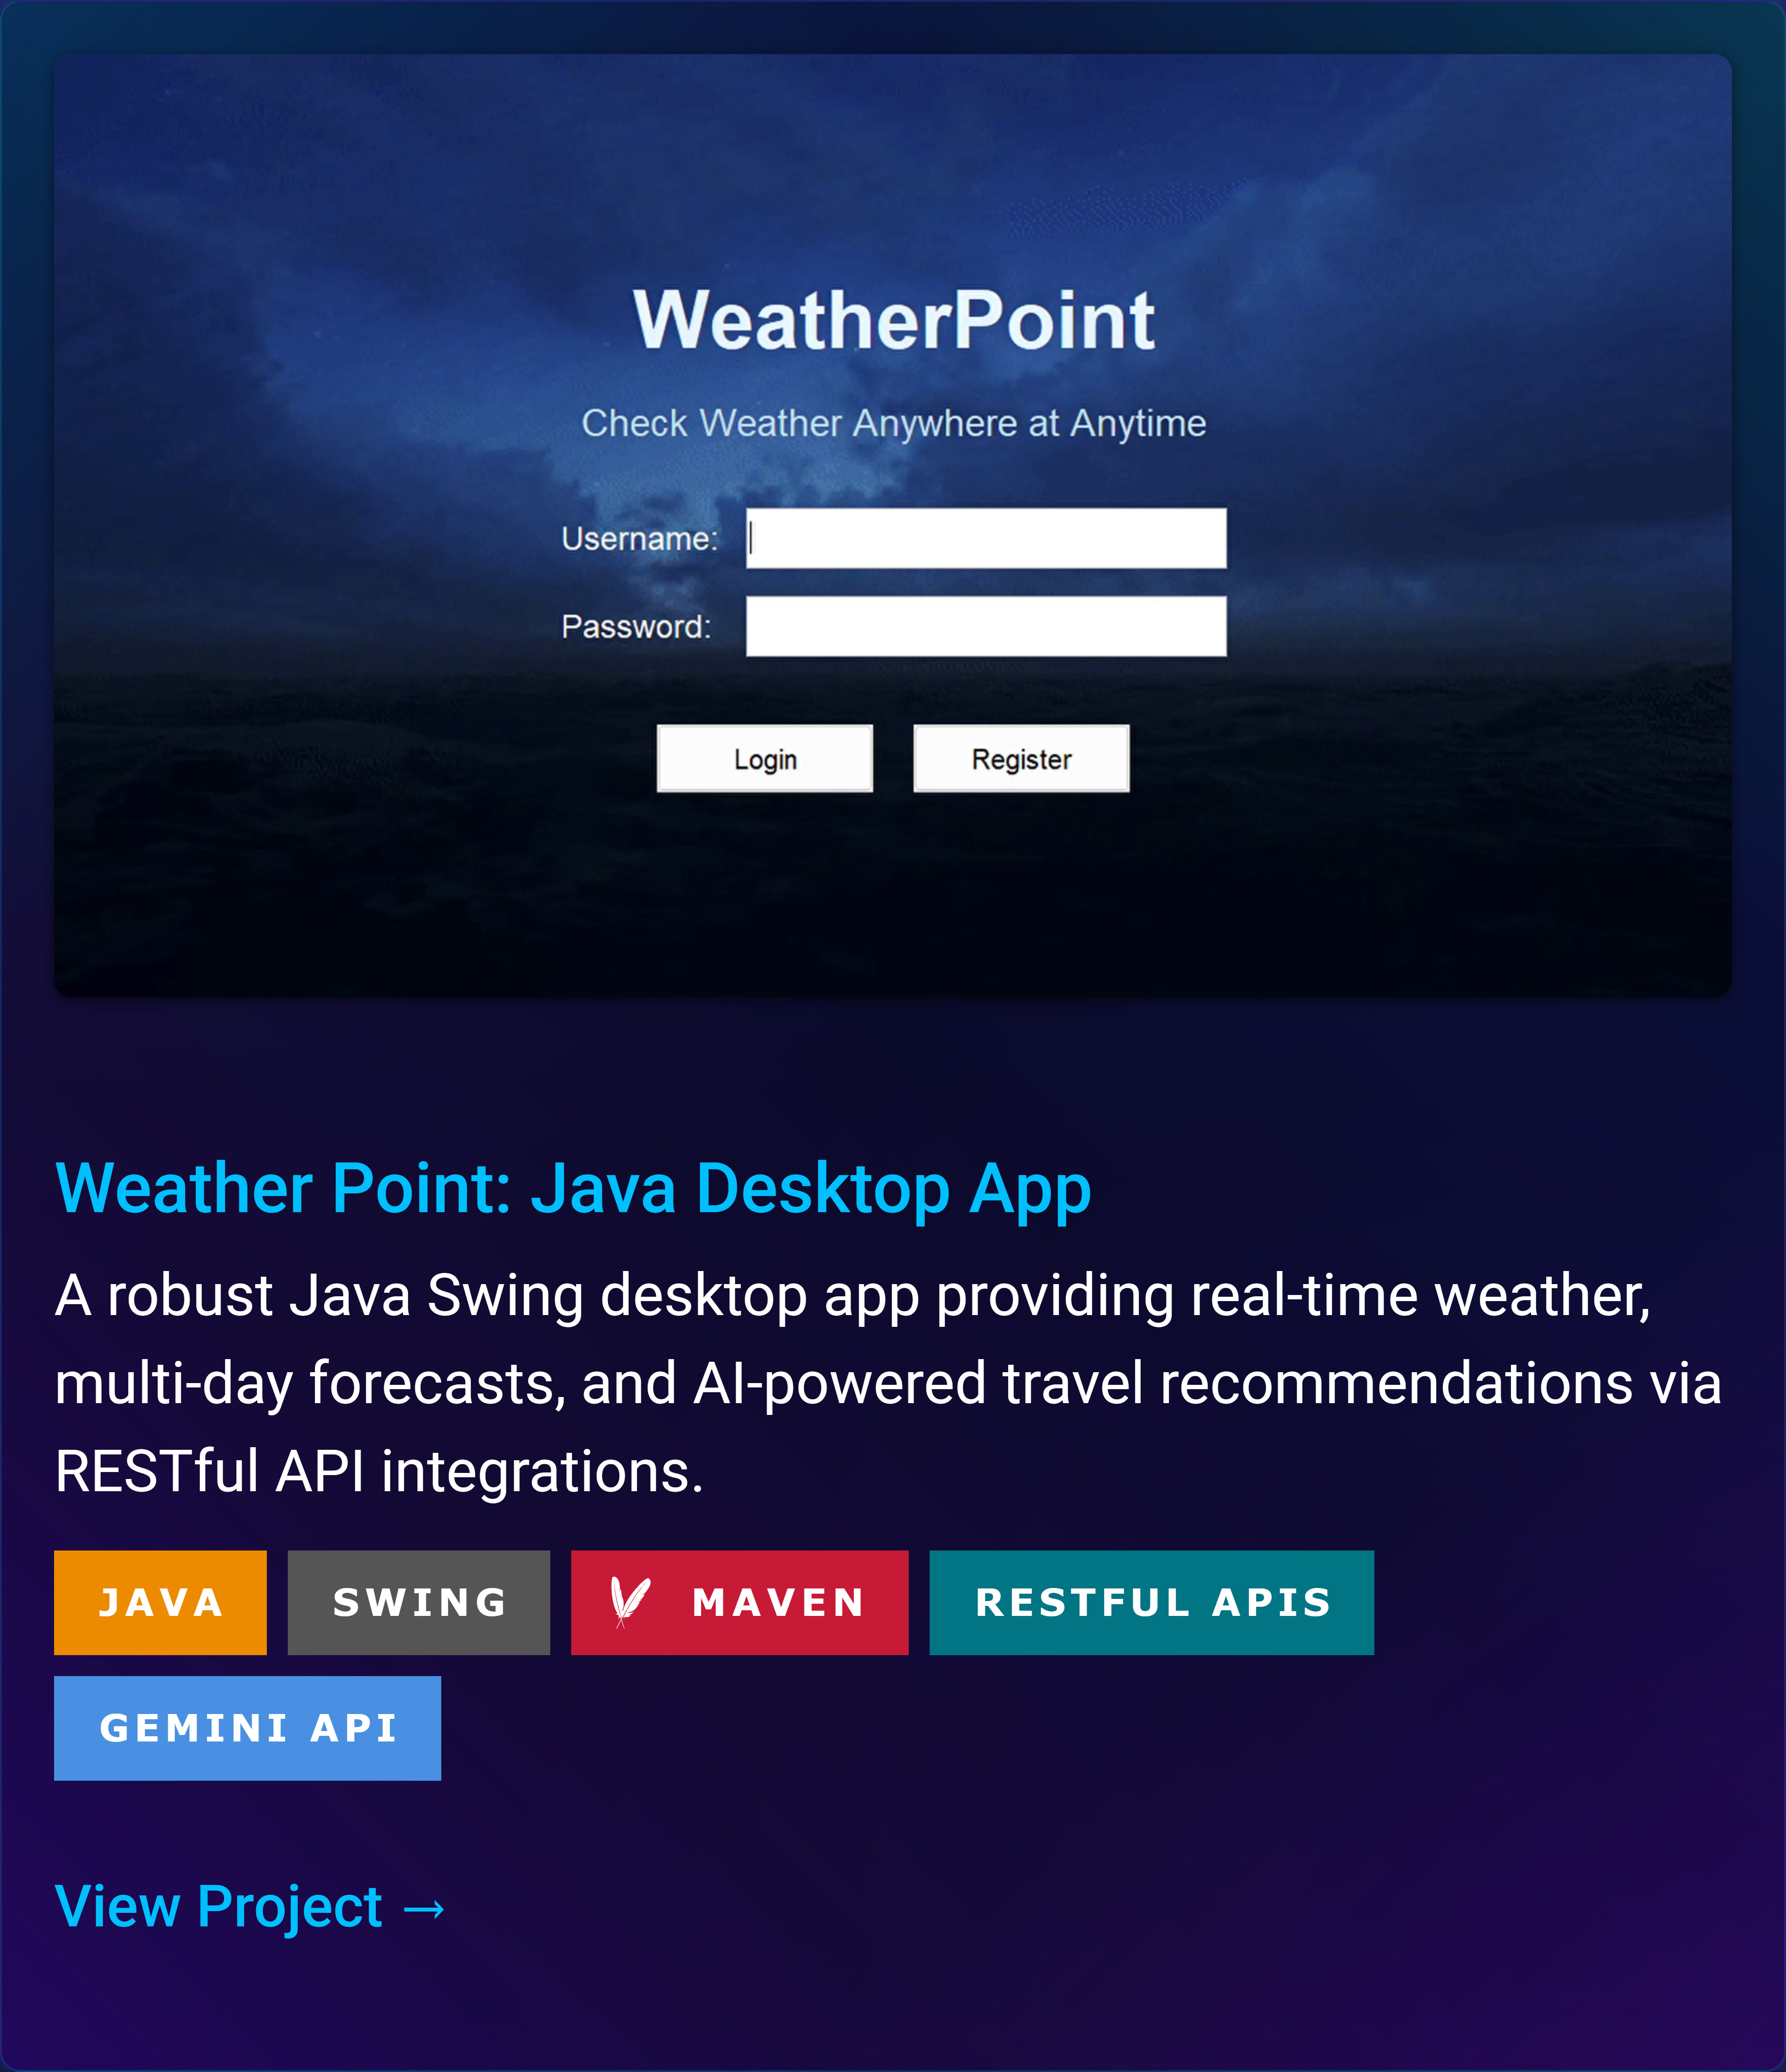 WeatherPoint
Check Weather Anywhere at Anytime
Username:
Password:
Login Register
Weather Point: Java Desktop App
A robust Java Swing desktop app providing real-time weather,
multi-day forecasts, and AI-powered travel recommendations via
RESTful API integrations.
JAVA SWING MAVEN RESTFUL APIS
GEMINI API
View Project →